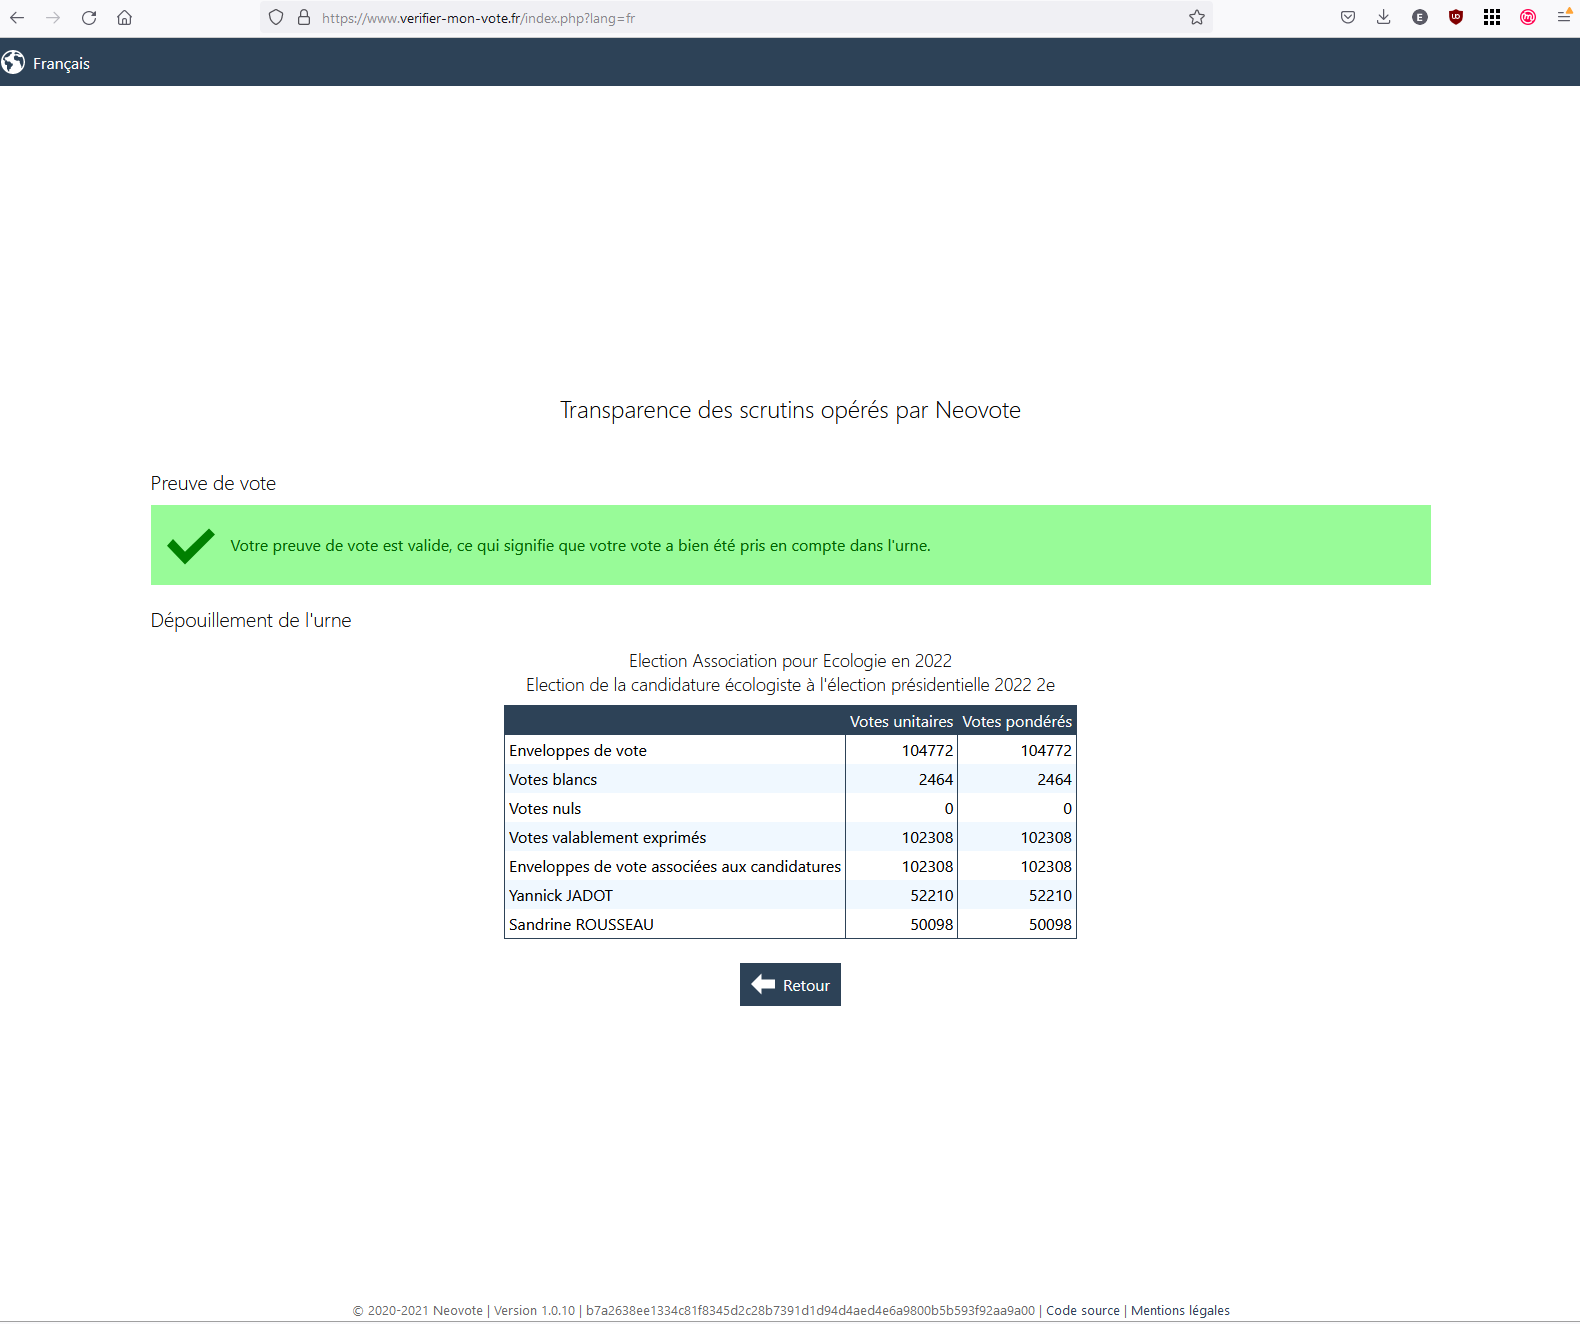 https://www.verifier-mon-vote.fr/index.php?lang=fr
Français
Transparence des scrutins opérés par Neovote
Preuve de vote
Votre preuve de vote est valide, ce qui signifie que votre vote a bien été pris en compte dans l'urne.
Dépouillement de l'urne
Election Association pour Ecologie en 2022
Election de la candidature écologiste à l'élection présidentielle 2022 2e
Votes unitaires Votes pondérés
Enveloppes de vote 104772 104772
Votes blancs 2464 2464
Votes nuls 0 0
Votes valablement exprimés 102308 102308
Enveloppes de vote associées aux candidatures 102308 102308
Yannick JADOT 52210 52210
Sandrine ROUSSEAU 50098 50098
Retour
© 2020-2021 Neovote | Version 1.0.10 | b7a2638ee1334c81f8345d2c28b7391d1d94d4aed4e6a9800b5b593f92aa9a00 | Code source | Mentions légales